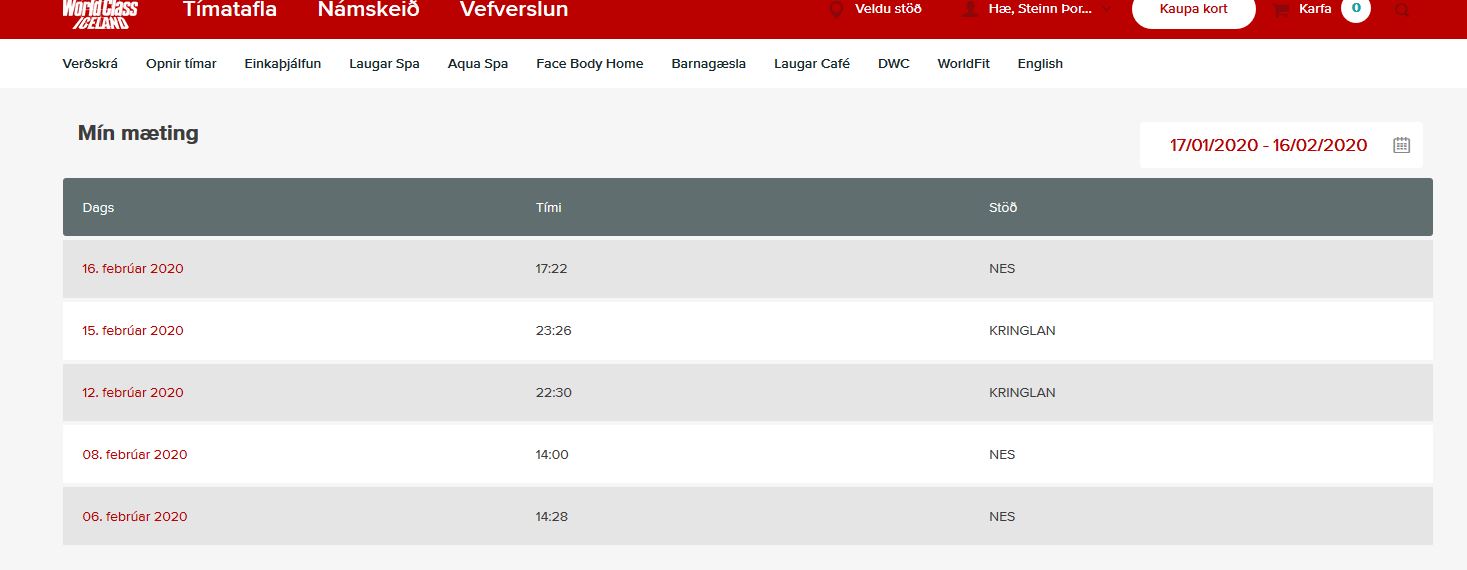 World Class
ICELAND
Tímatafla Námskeið Vefverslun Veldu stöð Hæ, Steinn Þor... Kaupa kort Karfa 0
Verðskrá Opnir tímar Einkaþjálfun Laugar Spa Aqua Spa Face Body Home Barnagæsla Laugar Café DWC WorldFit English
Mín mæting
17/01/2020 - 16/02/2020
Dags Tími Stöð
16. febrúar 2020 17:22 NES
15. febrúar 2020 23:26 KRINGLAN
12. febrúar 2020 22:30 KRINGLAN
08. febrúar 2020 14:00 NES
06. febrúar 2020 14:28 NES